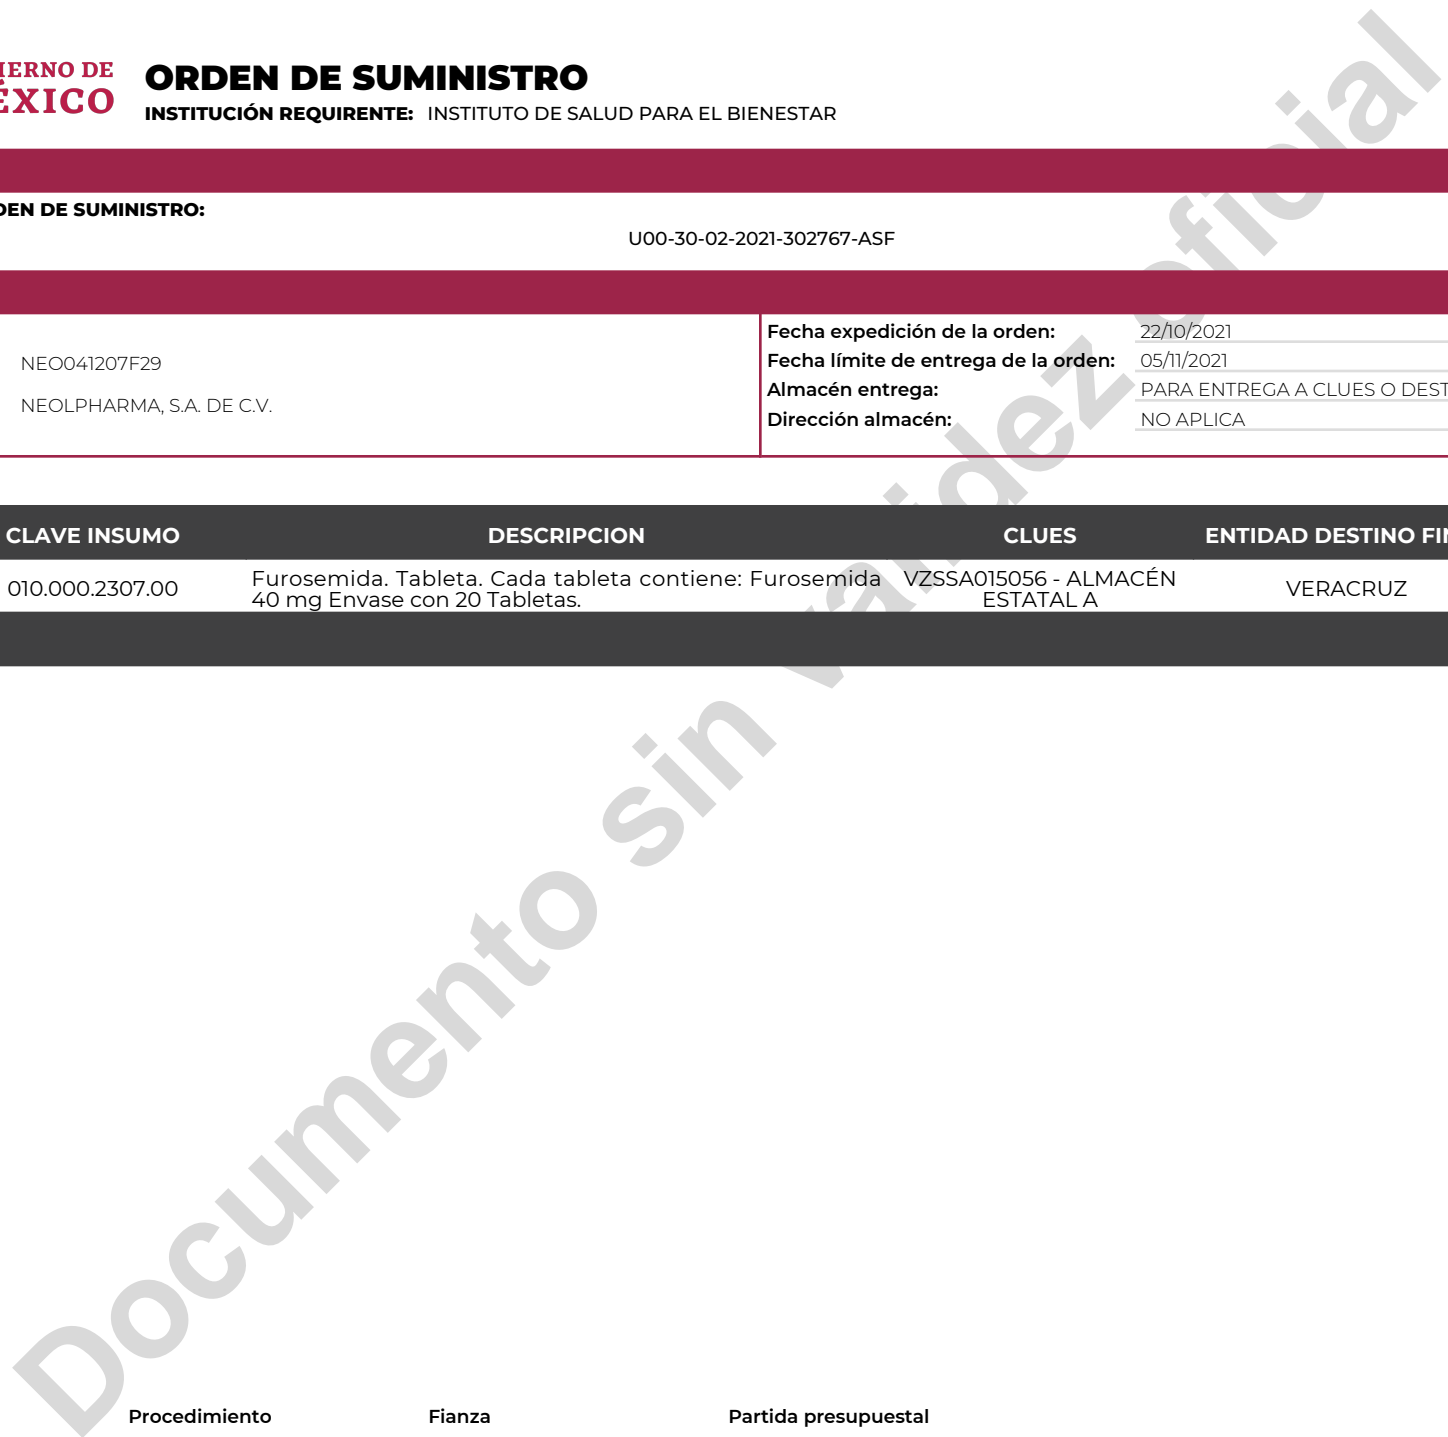 IERNO DE
ÉXICO
ORDEN DE SUMINISTRO
INSTITUCIÓN REQUIRENTE: INSTITUTO DE SALUD PARA EL BIENESTAR
DEN DE SUMINISTRO:
U00-30-02-2021-302767-ASF
NEO041207F29
NEOLPHARMA, S.A. DE C.V.
Fecha expedición de la orden: 22/10/2021
Fecha límite de entrega de la orden: 05/11/2021
Almacén entrega: PARA ENTREGA A CLUES O DEST
Dirección almacén: NO APLICA
CLAVE INSUMO DESCRIPCION CLUES ENTIDAD DESTINO FIN
010.000.2307.00
Furosemida. Tableta. Cada tableta contiene: Furosemida
40 mg Envase con 20 Tabletas.
VZSSA015056 - ALMACÉN
ESTATAL A
VERACRUZ
Documento sin validez oficial
Procedimiento Fianza Partida presupuestal